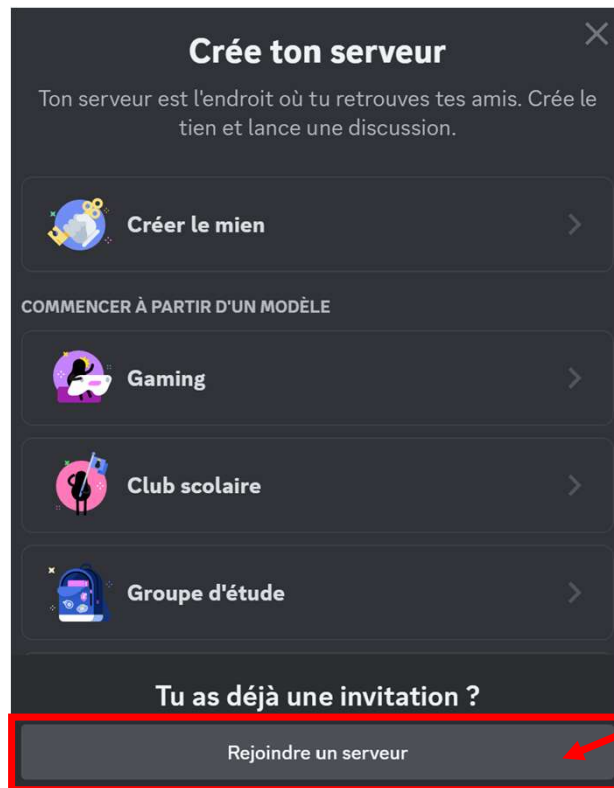 Crée ton serveur
Ton serveur est l'endroit où tu retrouves tes amis. Crée le
tien et lance une discussion.
Créer le mien
COMMENCER À PARTIR D'UN MODÈLE
Gaming
Club scolaire
Groupe d'étude
Tu as déjà une invitation ?
Rejoindre un serveur